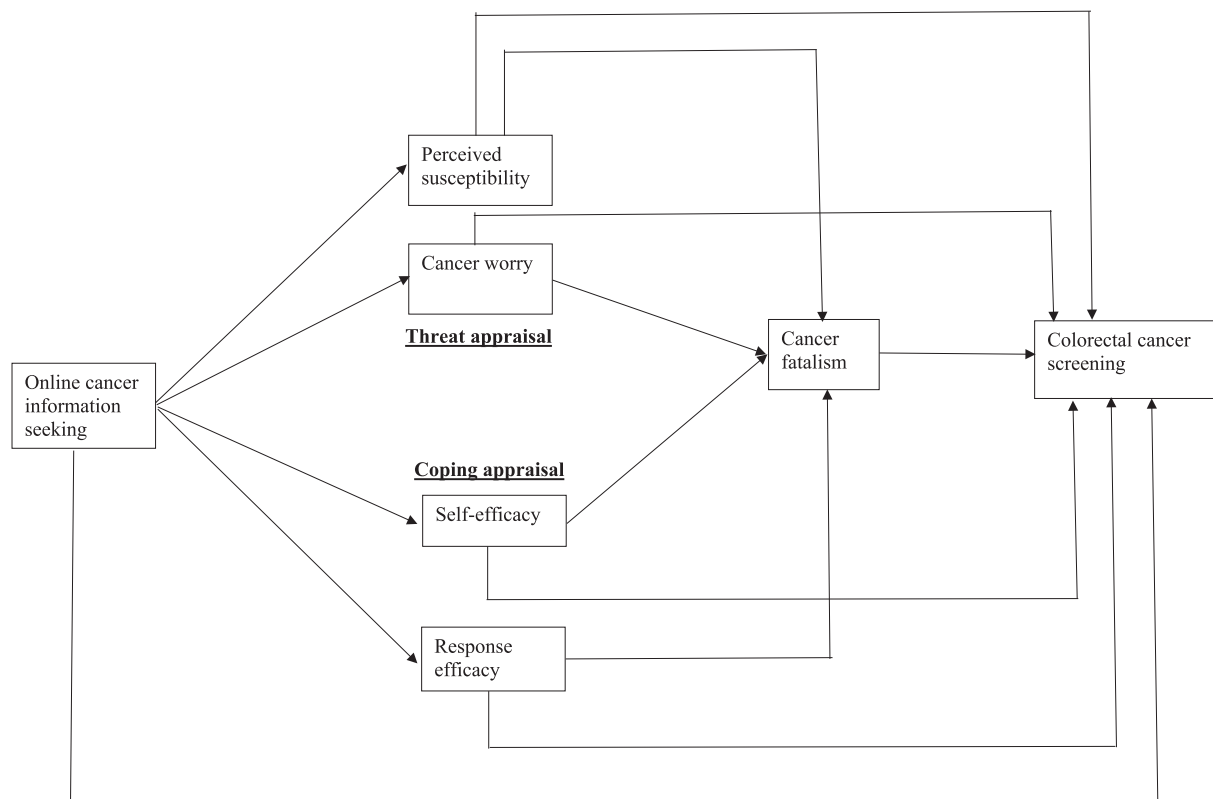 Perceived
susceptibility
Cancer worry
Threat appraisal
Cancer
fatalism
Colorectal cancer
screening
Online cancer
information
seeking
Coping appraisal
Self-efficacy
Response
efficacy